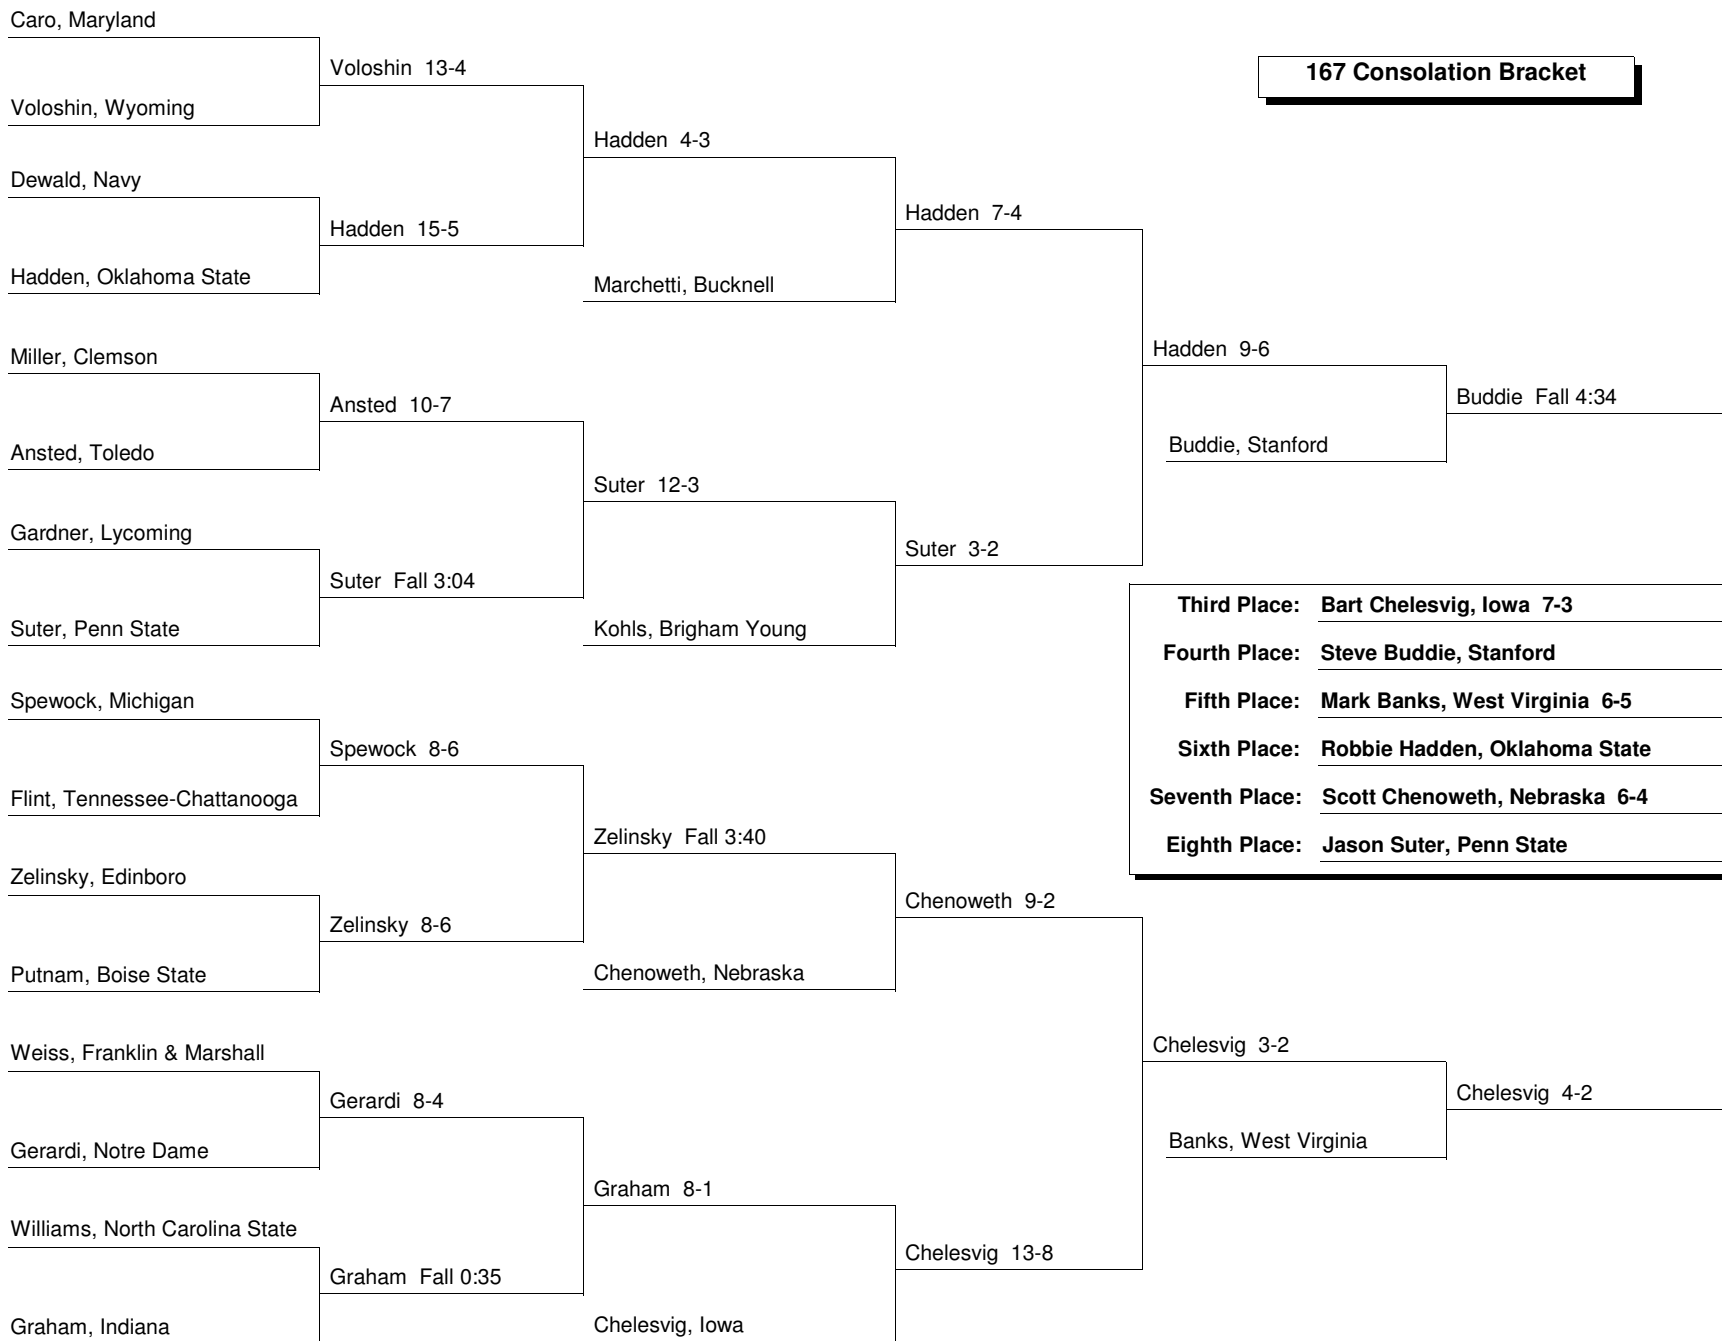 Caro, Maryland
Voloshin 13-4
167 Consolation Bracket
Voloshin, Wyoming
Hadden 4-3
Dewald, Navy
Hadden 15-5
Hadden 7-4
Hadden, Oklahoma State
Marchetti, Bucknell
Miller, Clemson
Hadden 9-6
Ansted 10-7
Buddie Fall 4:34
Ansted, Toledo
Buddie, Stanford
Suter 12-3
Gardner, Lycoming
Suter 3-2
Suter Fall 3:04
Suter, Penn State
Kohls, Brigham Young
Third Place: Bart Chelesvig, Iowa 7-3
Fourth Place: Steve Buddie, Stanford
Fifth Place: Mark Banks, West Virginia 6-5
Sixth Place: Robbie Hadden, Oklahoma State
Seventh Place: Scott Chenoweth, Nebraska 6-4
Eighth Place: Jason Suter, Penn State
Spewock, Michigan
Spewock 8-6
Flint, Tennessee-Chattanooga
Zelinsky Fall 3:40
Zelinsky, Edinboro
Chenoweth 9-2
Zelinsky 8-6
Putnam, Boise State
Chenoweth, Nebraska
Weiss, Franklin & Marshall
Chelesvig 3-2
Gerardi 8-4
Chelesvig 4-2
Gerardi, Notre Dame
Banks, West Virginia
Graham 8-1
Williams, North Carolina State
Chelesvig 13-8
Graham Fall 0:35
Graham, Indiana
Chelesvig, Iowa